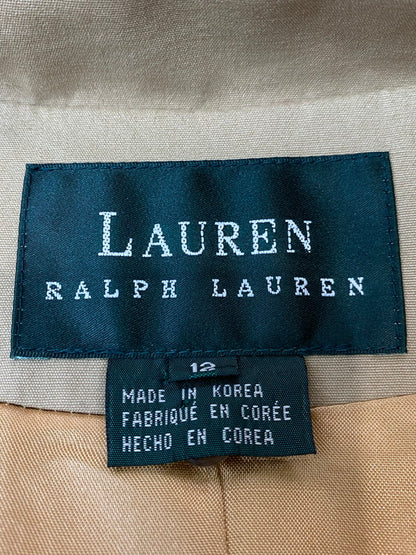 LAUREN
RALPH LAUREN
12
MADE IN KOREA
FABRIQUÉ EN CORÉE
HECHO EN COREA